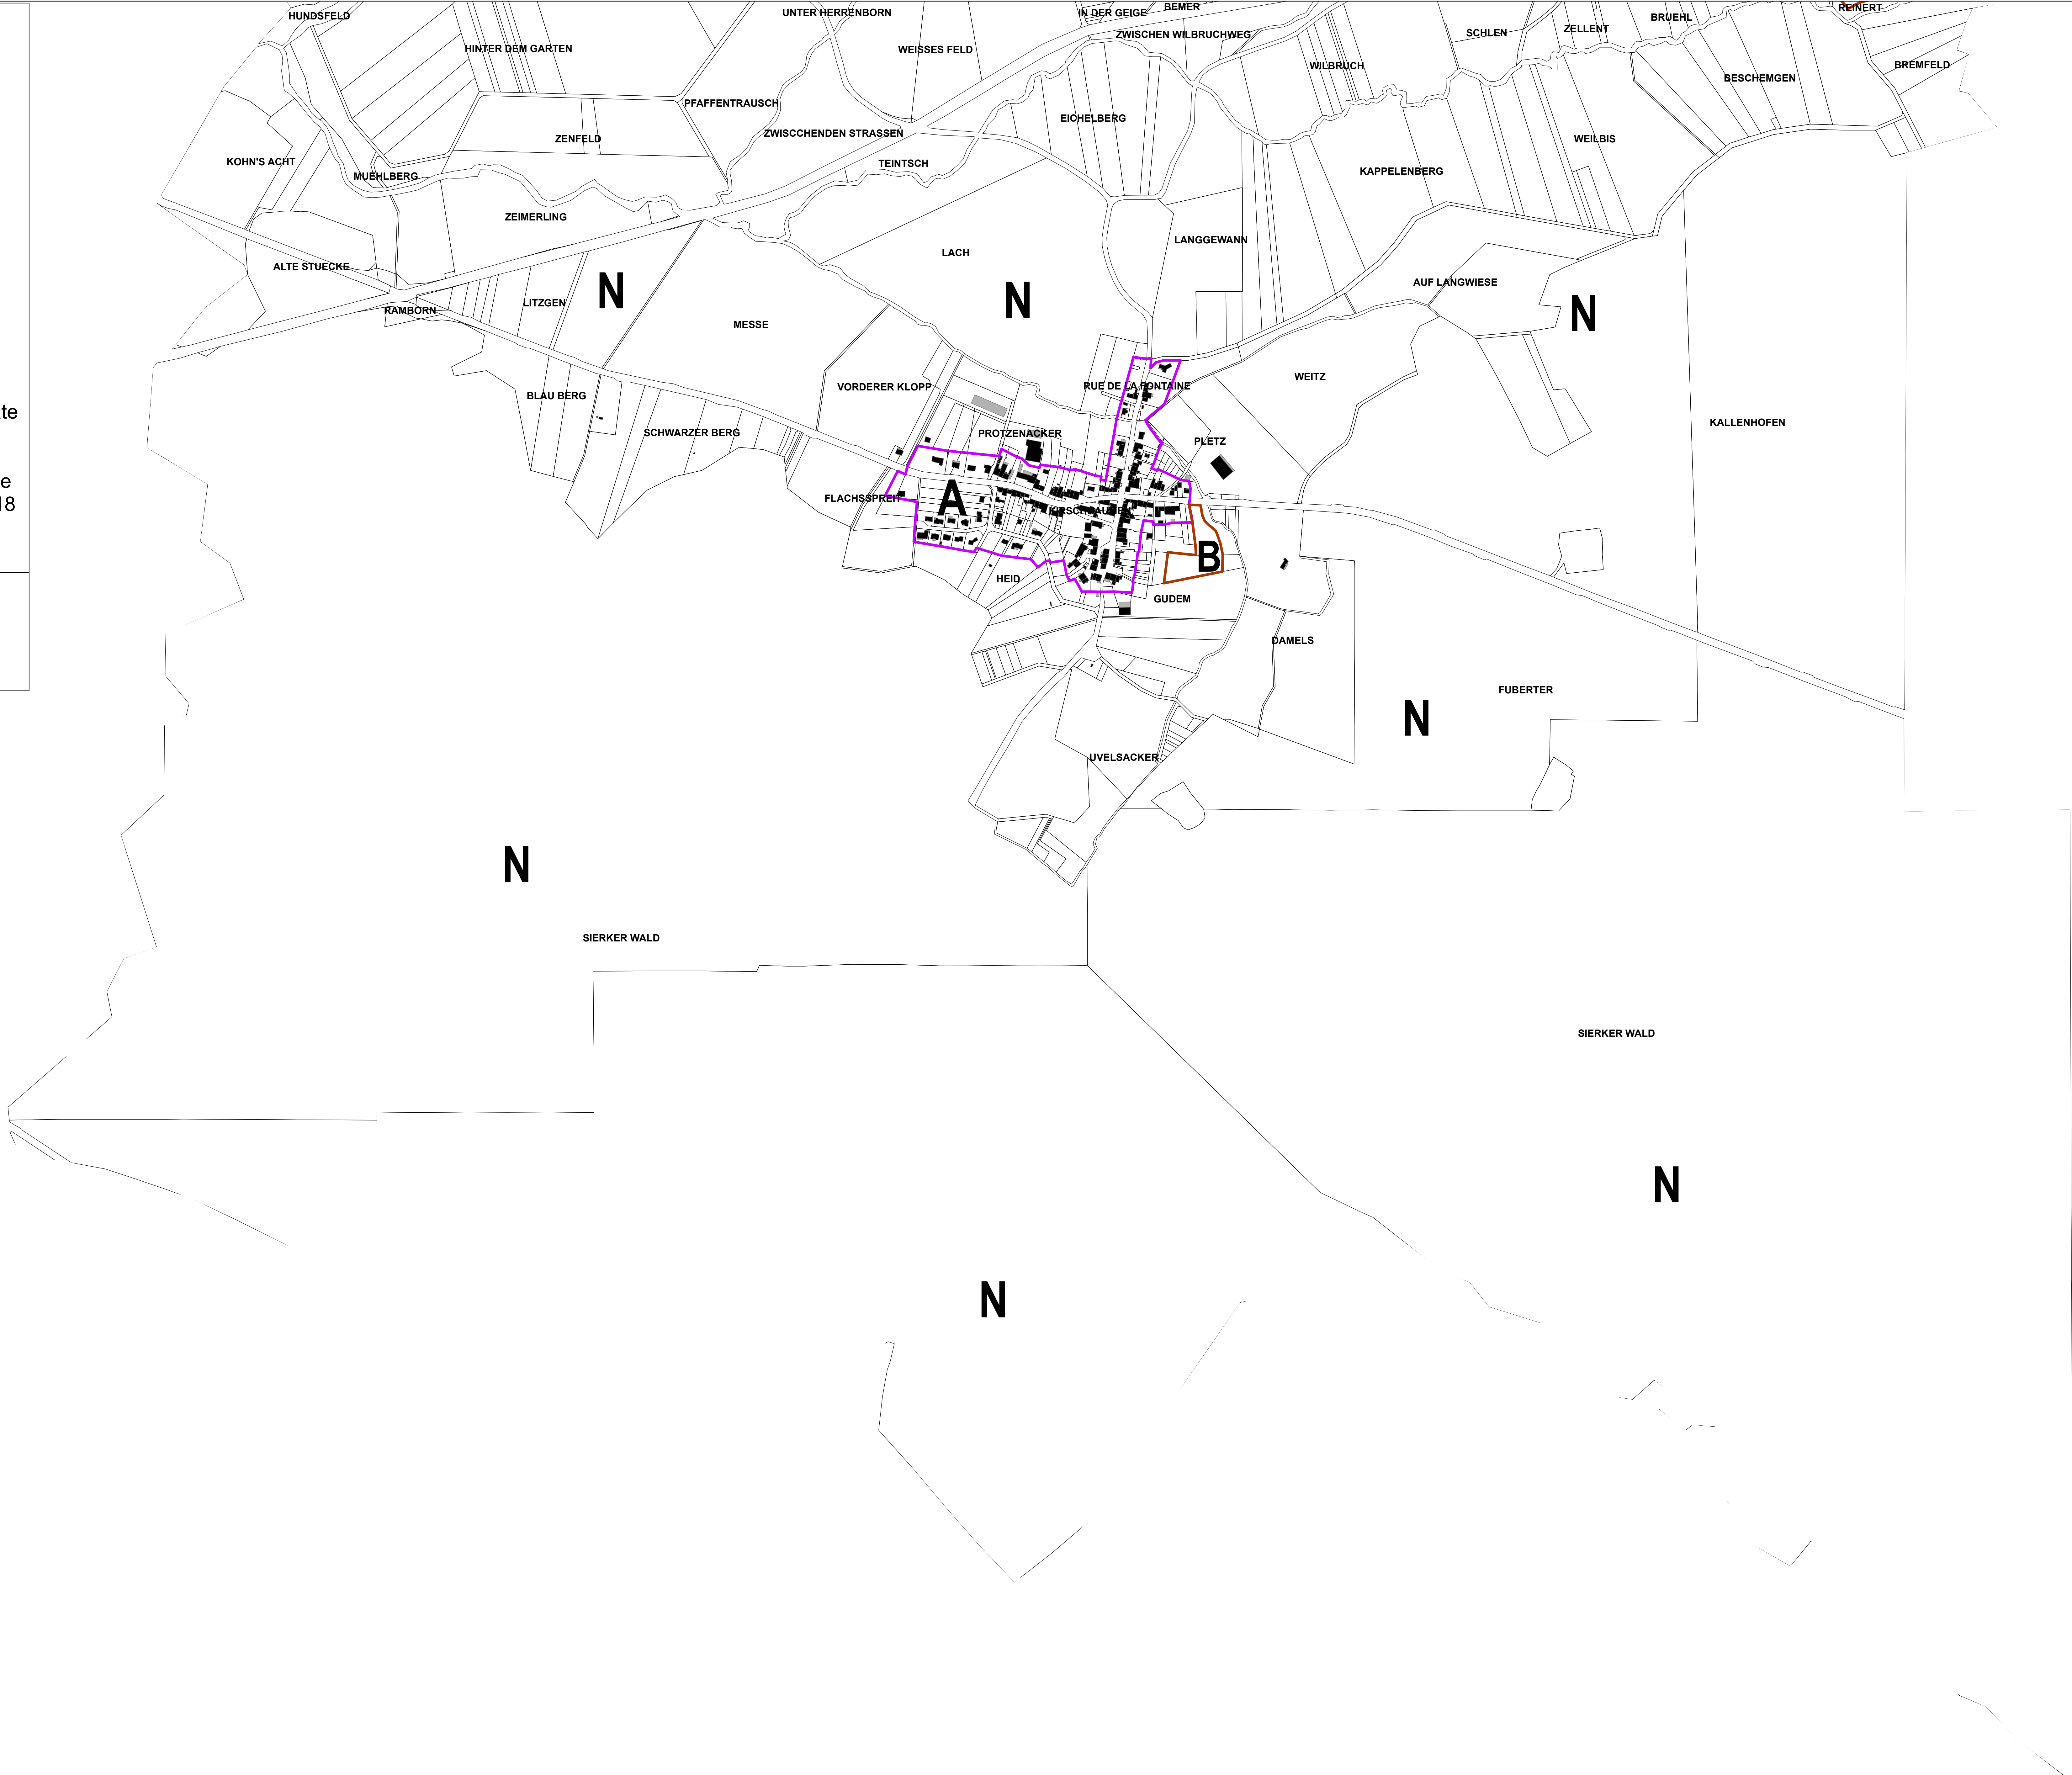 HUNDSFELD
UNTER HERRENBORN
IN DER GEIGE
BEMER
REINERT
HINTER DEM GARTEN
WEISSES FELD
ZWISCHEN WILBRUCHWEG
SCHLEN
ZELLENT
BRUEHL
WILBRUCH
BESCHEMGEN
BREMFELD
PFAFFENTRAUSCH
ZENFELD
ZWISCCHENDEN STRASSEN
EICHELBERG
WEILBIS
KOHN'S ACHT
MUEHLBERG
TEINTSCH
KAPPELENBERG
ZEIMERLING
ALTE STUECKE
LACH
LANGGEWANN
AUF LANGWIESE
RAMBORN
LITZGEN
N
N
N
MESSE
VORDERER KLOPP
RUE DE LA FONTAINE
WEITZ
BLAU BERG
te
KALLENHOFEN
SCHWARZER BERG
PROTZENACKER
PLETZ
e
18
FLACHSSPREIT
A
KIRSCHNAUMEN
B
HEID
GUDEM
DAMELS
FUBERTER
N
UVELSACKER
N
SIERKER WALD
SIERKER WALD
N
N